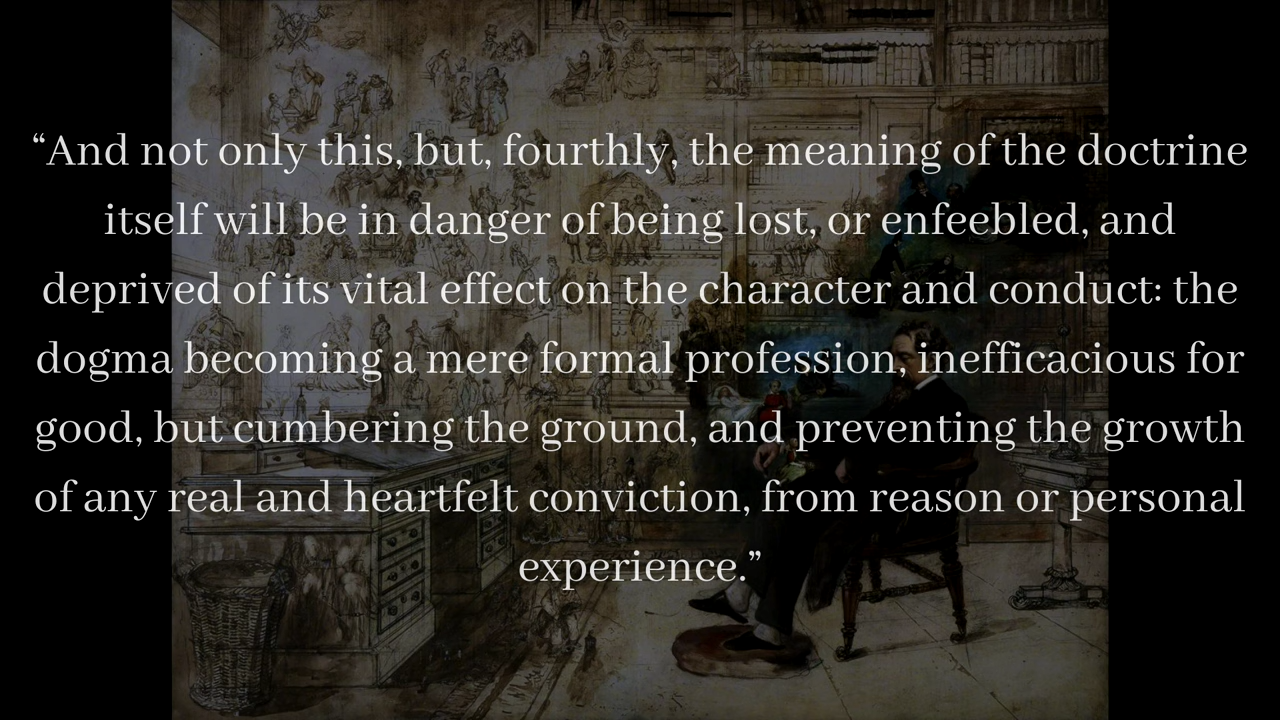 “And not only this, but, fourthly, the meaning of the doctrine
itself will be in danger of being lost, or enfeebled, and
deprived of its vital effect on the character and conduct: the
dogma becoming a mere formal profession, inefficacious for
good, but cumbering the ground, and preventing the growth
of any real and heartfelt conviction, from reason or personal
experience.”